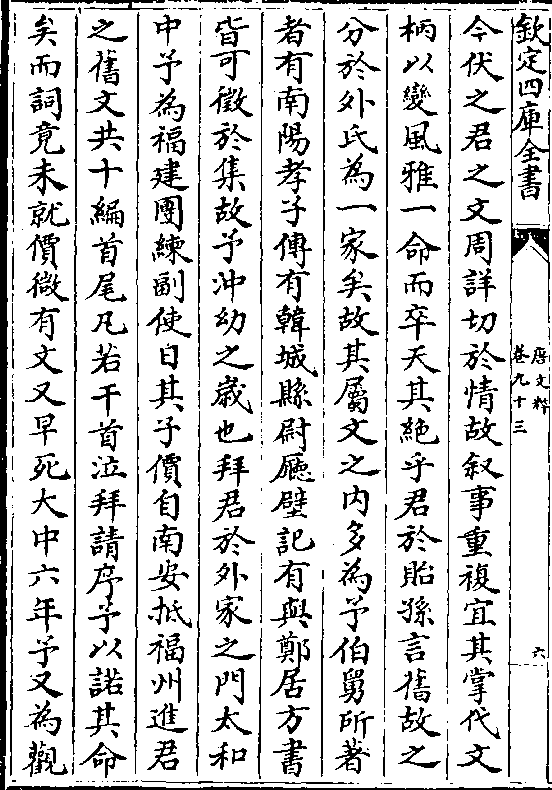 欽定四庫全書
唐文粹
卷九十三
六
今伏之君之文周詳切於情故叙事重複宜其掌代文
柄以變風雅一命而卒天其絶乎君於貽孫言舊故之
分於外氏為一家矣故其屬文之内多為予伯舅所著
者有南陽孝子傳有韓城縣尉廳壁記有與鄭居方書
皆可徵於集故予冲幼之歳也拜君於外家之門太和
中予為福建團練副使日其子價自南安抵福州進君
之舊文共十編首尾凡若干首泣拜請序予以諾其命
矣而詞竟未就價微有文又早死大中六年予又為觀